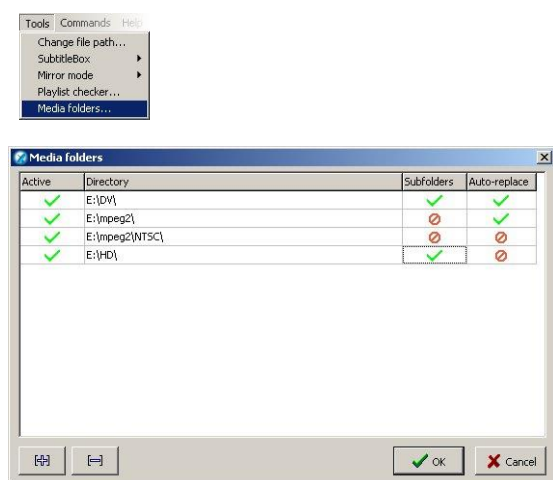 Tools Commands Help
Change file path...
SubtitleBox
Mirror mode
Playlist checker...
Media folders...
Media folders
Active Directory Subfolders Auto-replace
E:\DV\
E:\mpeg2\
E:\mpeg2\NTSC\
E:\HD\
OK Cancel